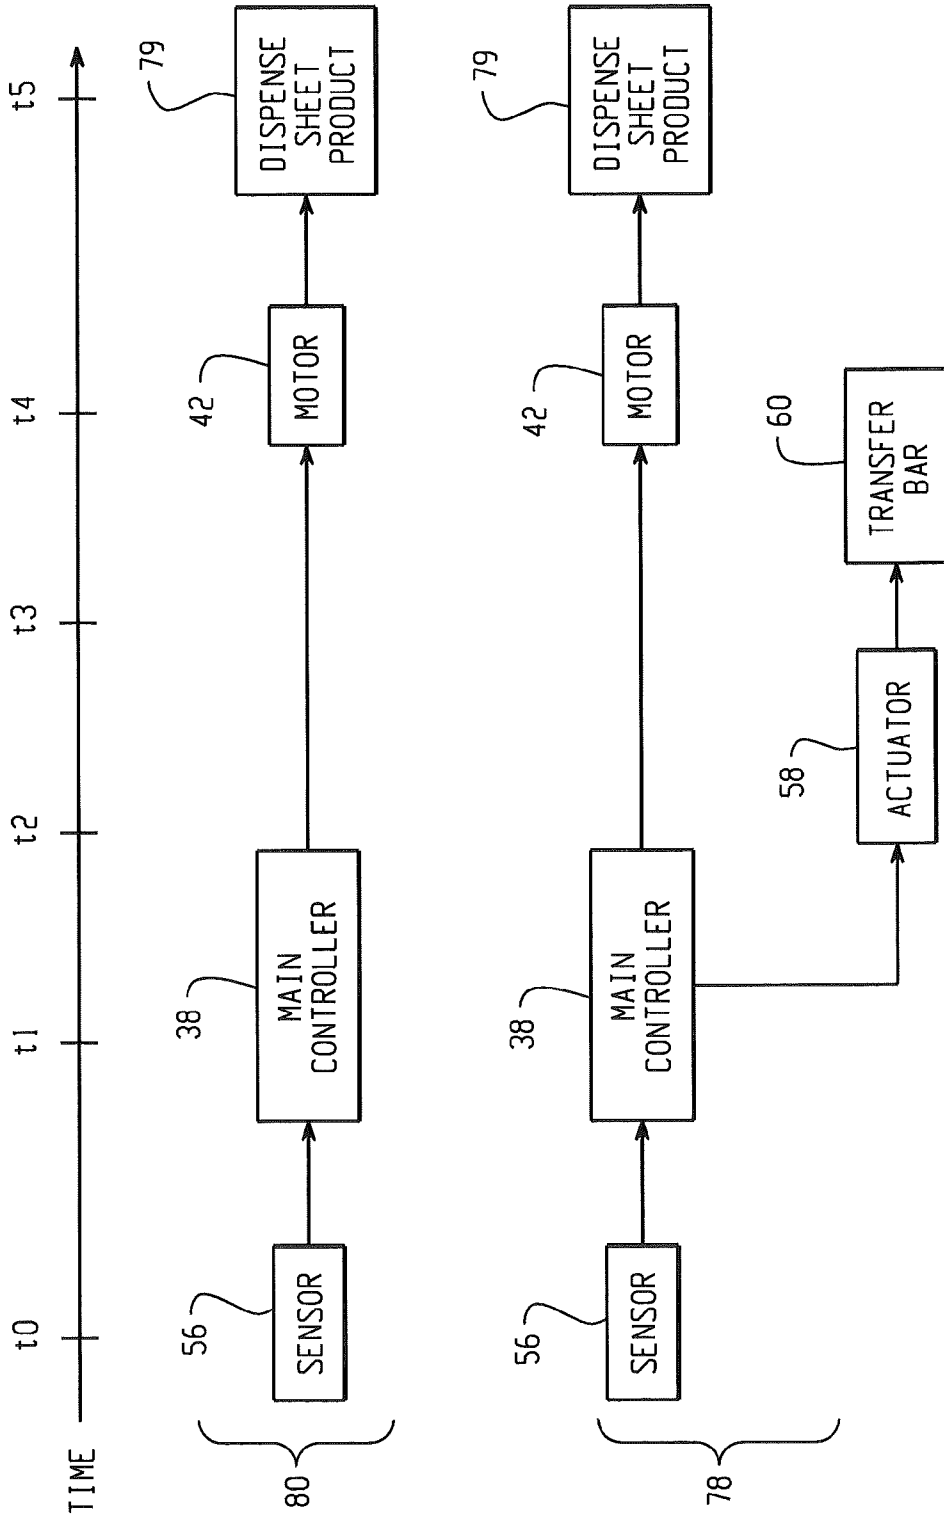 TIME
t0
t1
t2
t3
t4
t5
80
56
SENSOR
38
MAIN
CONTROLLER
42
MOTOR
79
DISPENSE
SHEET
PRODUCT
78
56
SENSOR
38
MAIN
CONTROLLER
42
MOTOR
79
DISPENSE
SHEET
PRODUCT
58
ACTUATOR
60
TRANSFER
BAR